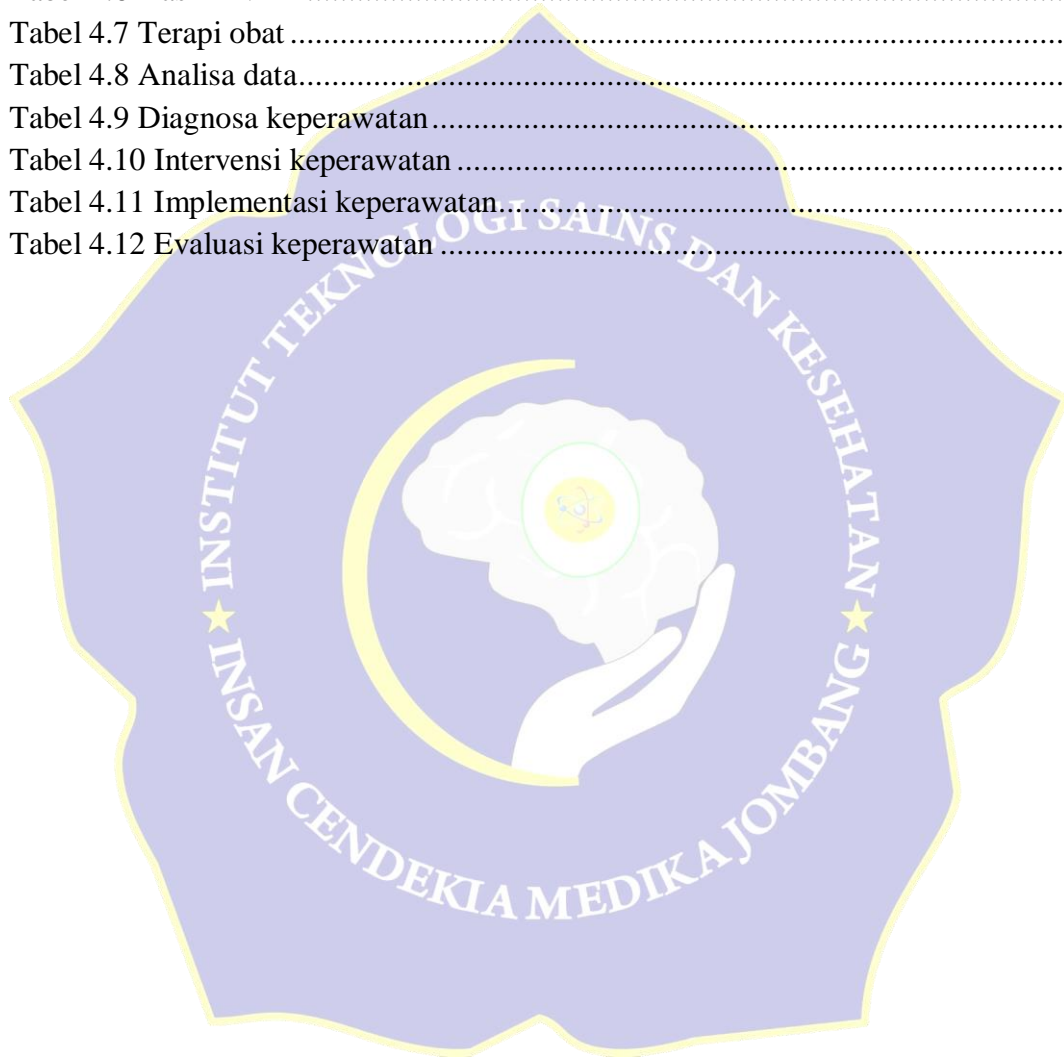 Tabel 4.7 Terapi obat ............................................................
Tabel 4.8 Analisa data............................................................
Tabel 4.9 Diagnosa keperawatan............................................................
Tabel 4.10 Intervensi keperawatan ............................................................
Tabel 4.11 Implementasi keperawatan............................................................
Tabel 4.12 Evaluasi keperawatan ............................................................
INSTITUT TEKNOLOGI SAINS DAN KESEHATAN
INSAN CENDEKIA MEDIKA JOMBANG